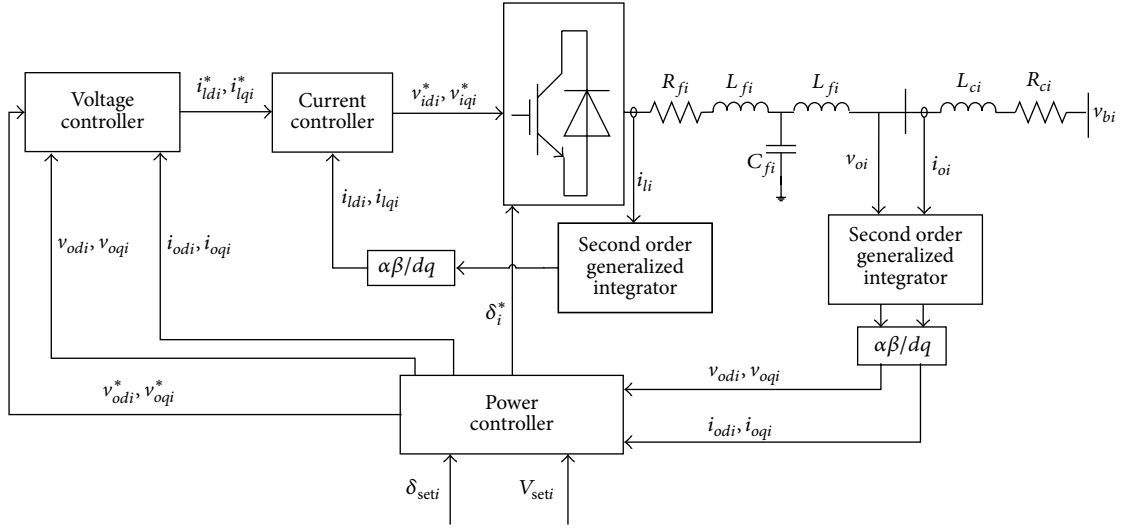 Voltage
controller
i*ldi, i*lqi
Current
controller
v*idi, v*iqi
Rfi
Lfi
Lfi
Lci
Rci
vbi
Cfi
voi
ioi
ili
ildi, ilqi
vodi, voqi
iodi, ioqi
αβ/dq
Second order
generalized
integrator
Second order
generalized
integrator
δ*i
αβ/dq
v*odi, v*oqi
Power
controller
vodi, voqi
iodi, ioqi
δseti
Vseti